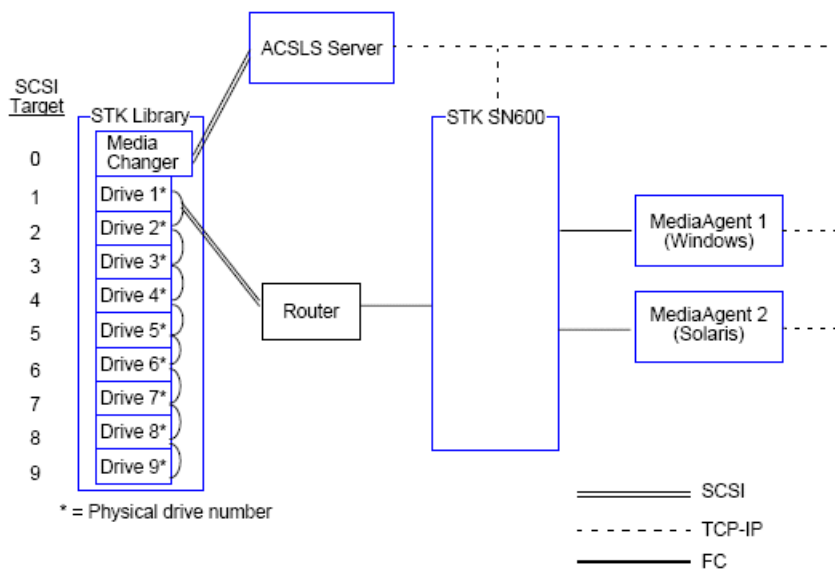 ACSLS Server
SCSI
Target
STK Library
STK SN600
Media
Changer
0
Drive 1*
1
Drive 2*
2
Drive 3*
3
Drive 4*
4
Drive 5*
5
Drive 6*
6
Drive 7*
7
Drive 8*
8
Drive 9*
9
Router
MediaAgent 1
(Windows)
MediaAgent 2
(Solaris)
* = Physical drive number
SCSI
TCP-IP
FC